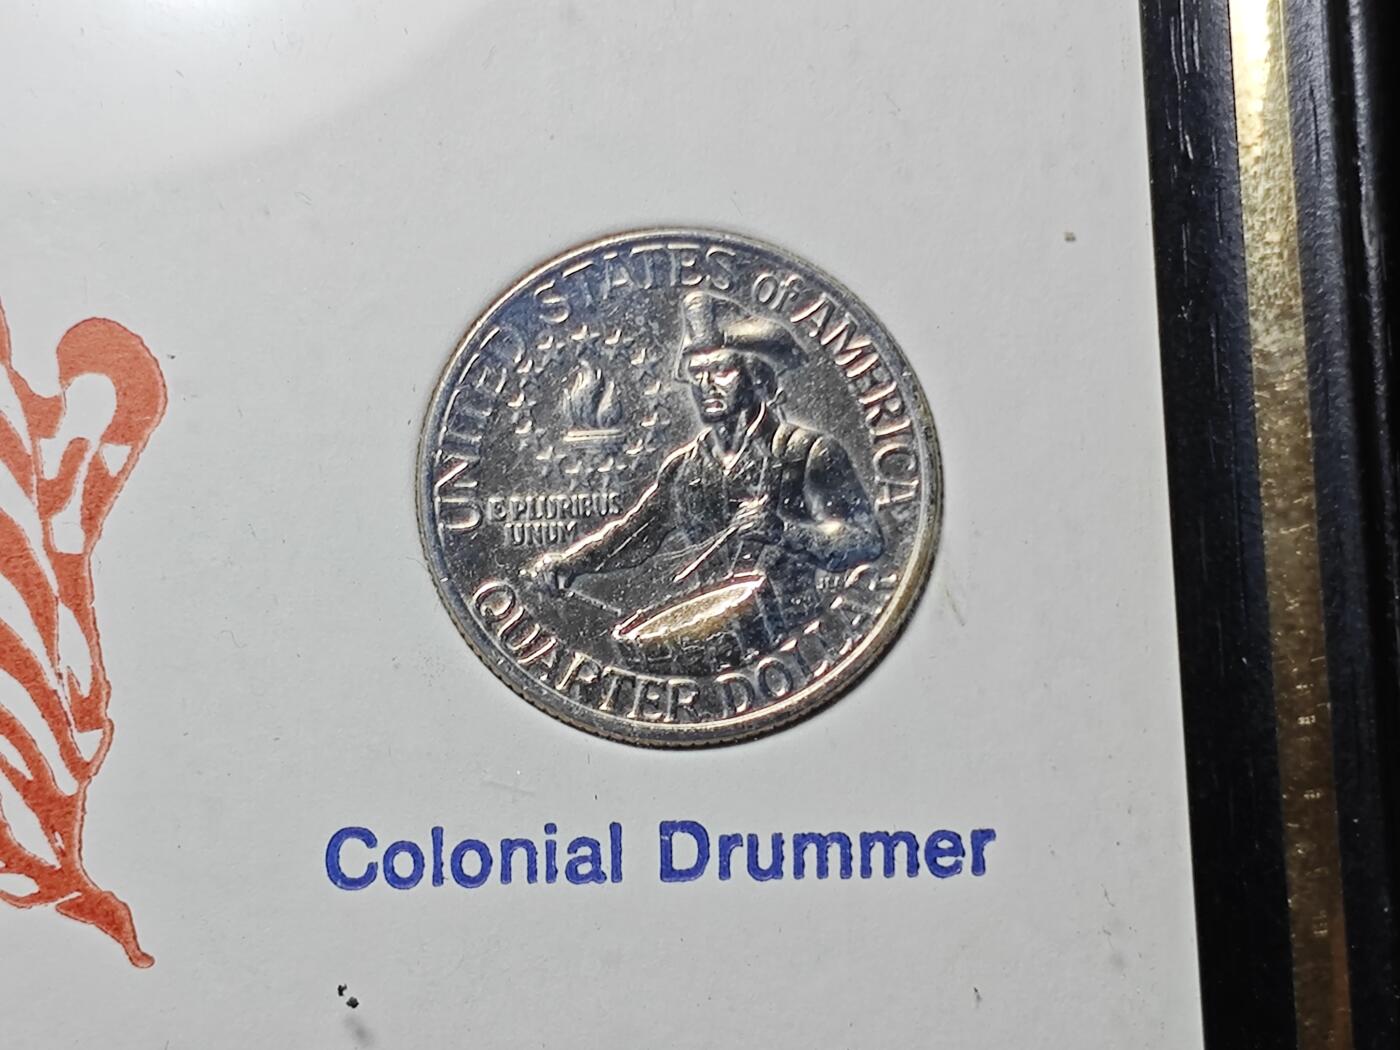 UNITED STATES of AMERICA
E PLURIBUS
UNUM
QUARTER DOLLAR
Colonial Drummer